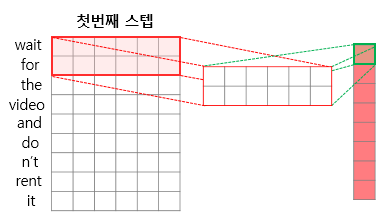 첫번째 스텝
wait
for
the
video
and
do
n't
rent
it